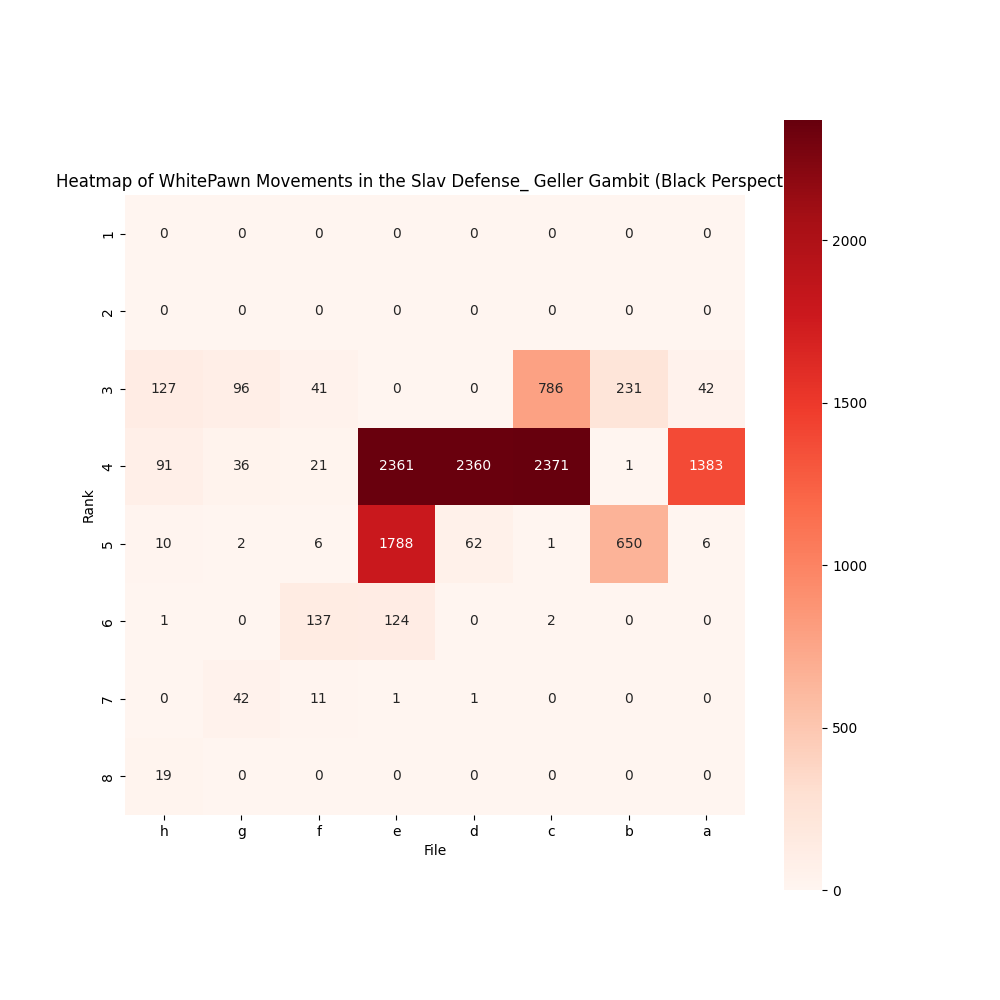 Heatmap of WhitePawn Movements in the Slav Defense_ Geller Gambit (Black Perspect
1 0 0 0 0 0 0 0 0
2 0 0 0 0 0 0 0 0
3 127 96 41 0 0 786 231 42
4 91 36 21 2361 2360 2371 1 1383
5 10 2 6 1788 62 1 650 6
6 1 0 137 124 0 2 0 0
7 0 42 11 1 1 0 0 0
8 19 0 0 0 0 0 0 0
h g f e d c b a
File
Rank
2000
1500
1000
500
0